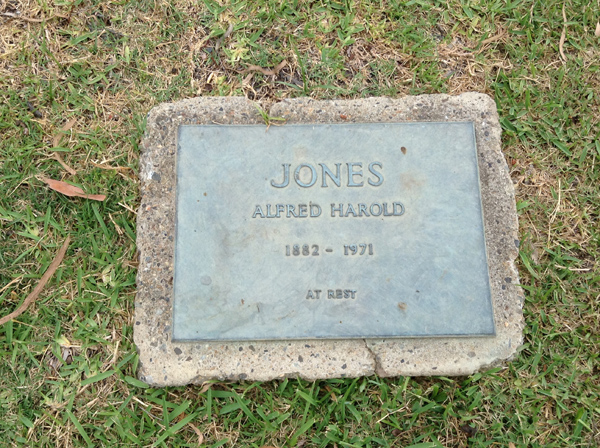 JONES
ALFRED HAROLD
1882 - 1971
AT REST